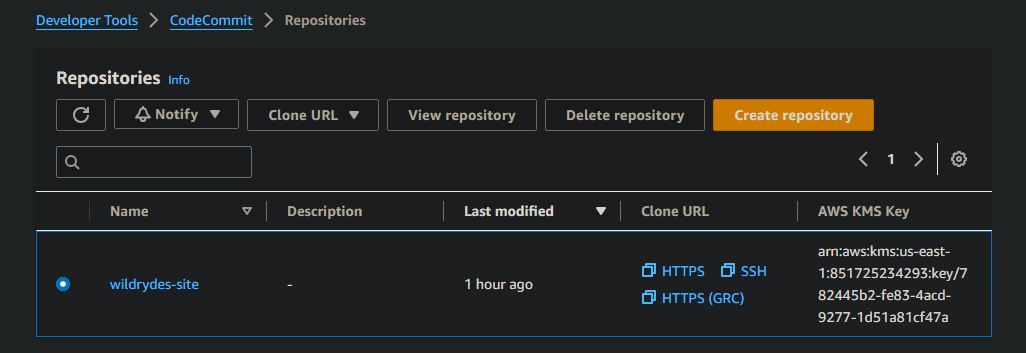 Developer Tools > CodeCommit > Repositories
Repositories Info
Notify ▼ Clone URL ▼ View repository Delete repository Create repository
< 1 >
Name Description Last modified Clone URL AWS KMS Key
wildrydes-site - 1 hour ago HTTPS SSH HTTPS (GRC)
arn:aws:kms:us-east-
1:851725234293:key/7
82445b2-fe83-4acd-
9277-1d51a81cf47a